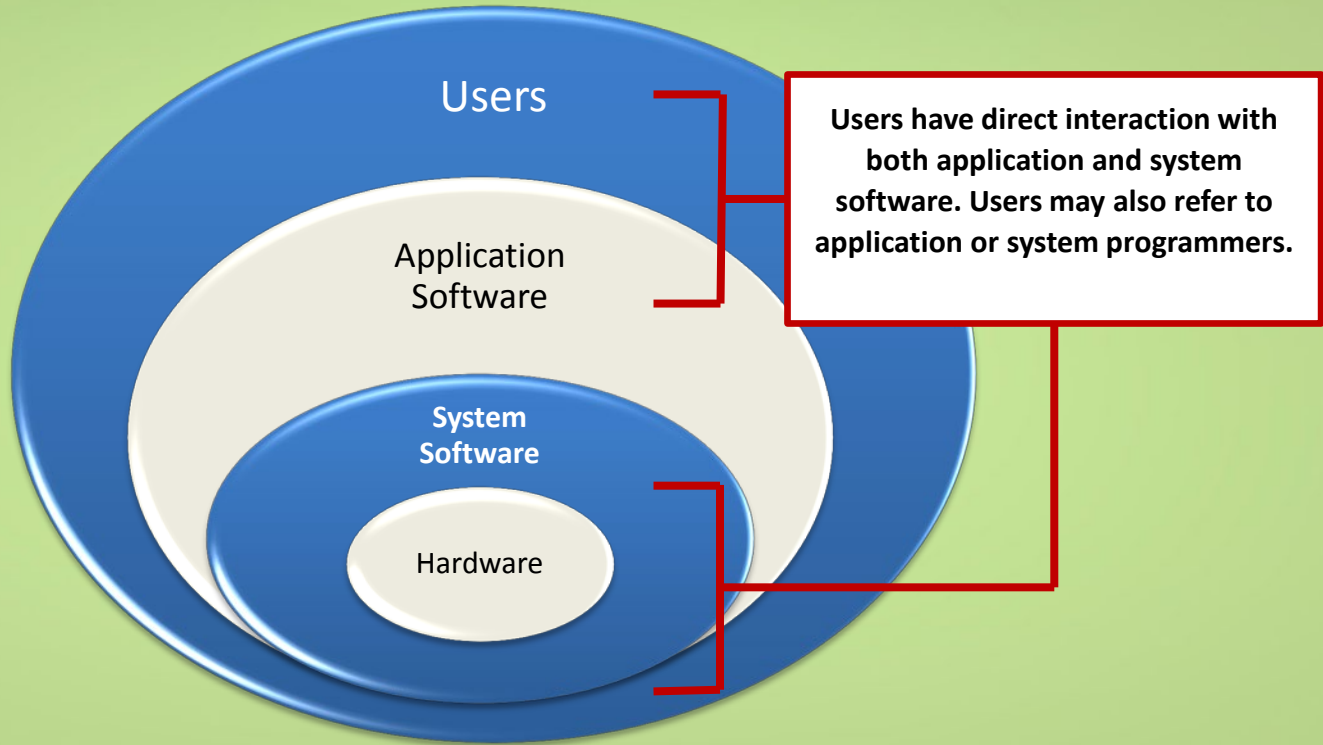 Users
Users have direct interaction with
both application and system
software. Users may also refer to
application or system programmers.
Application
Software
System
Software
Hardware